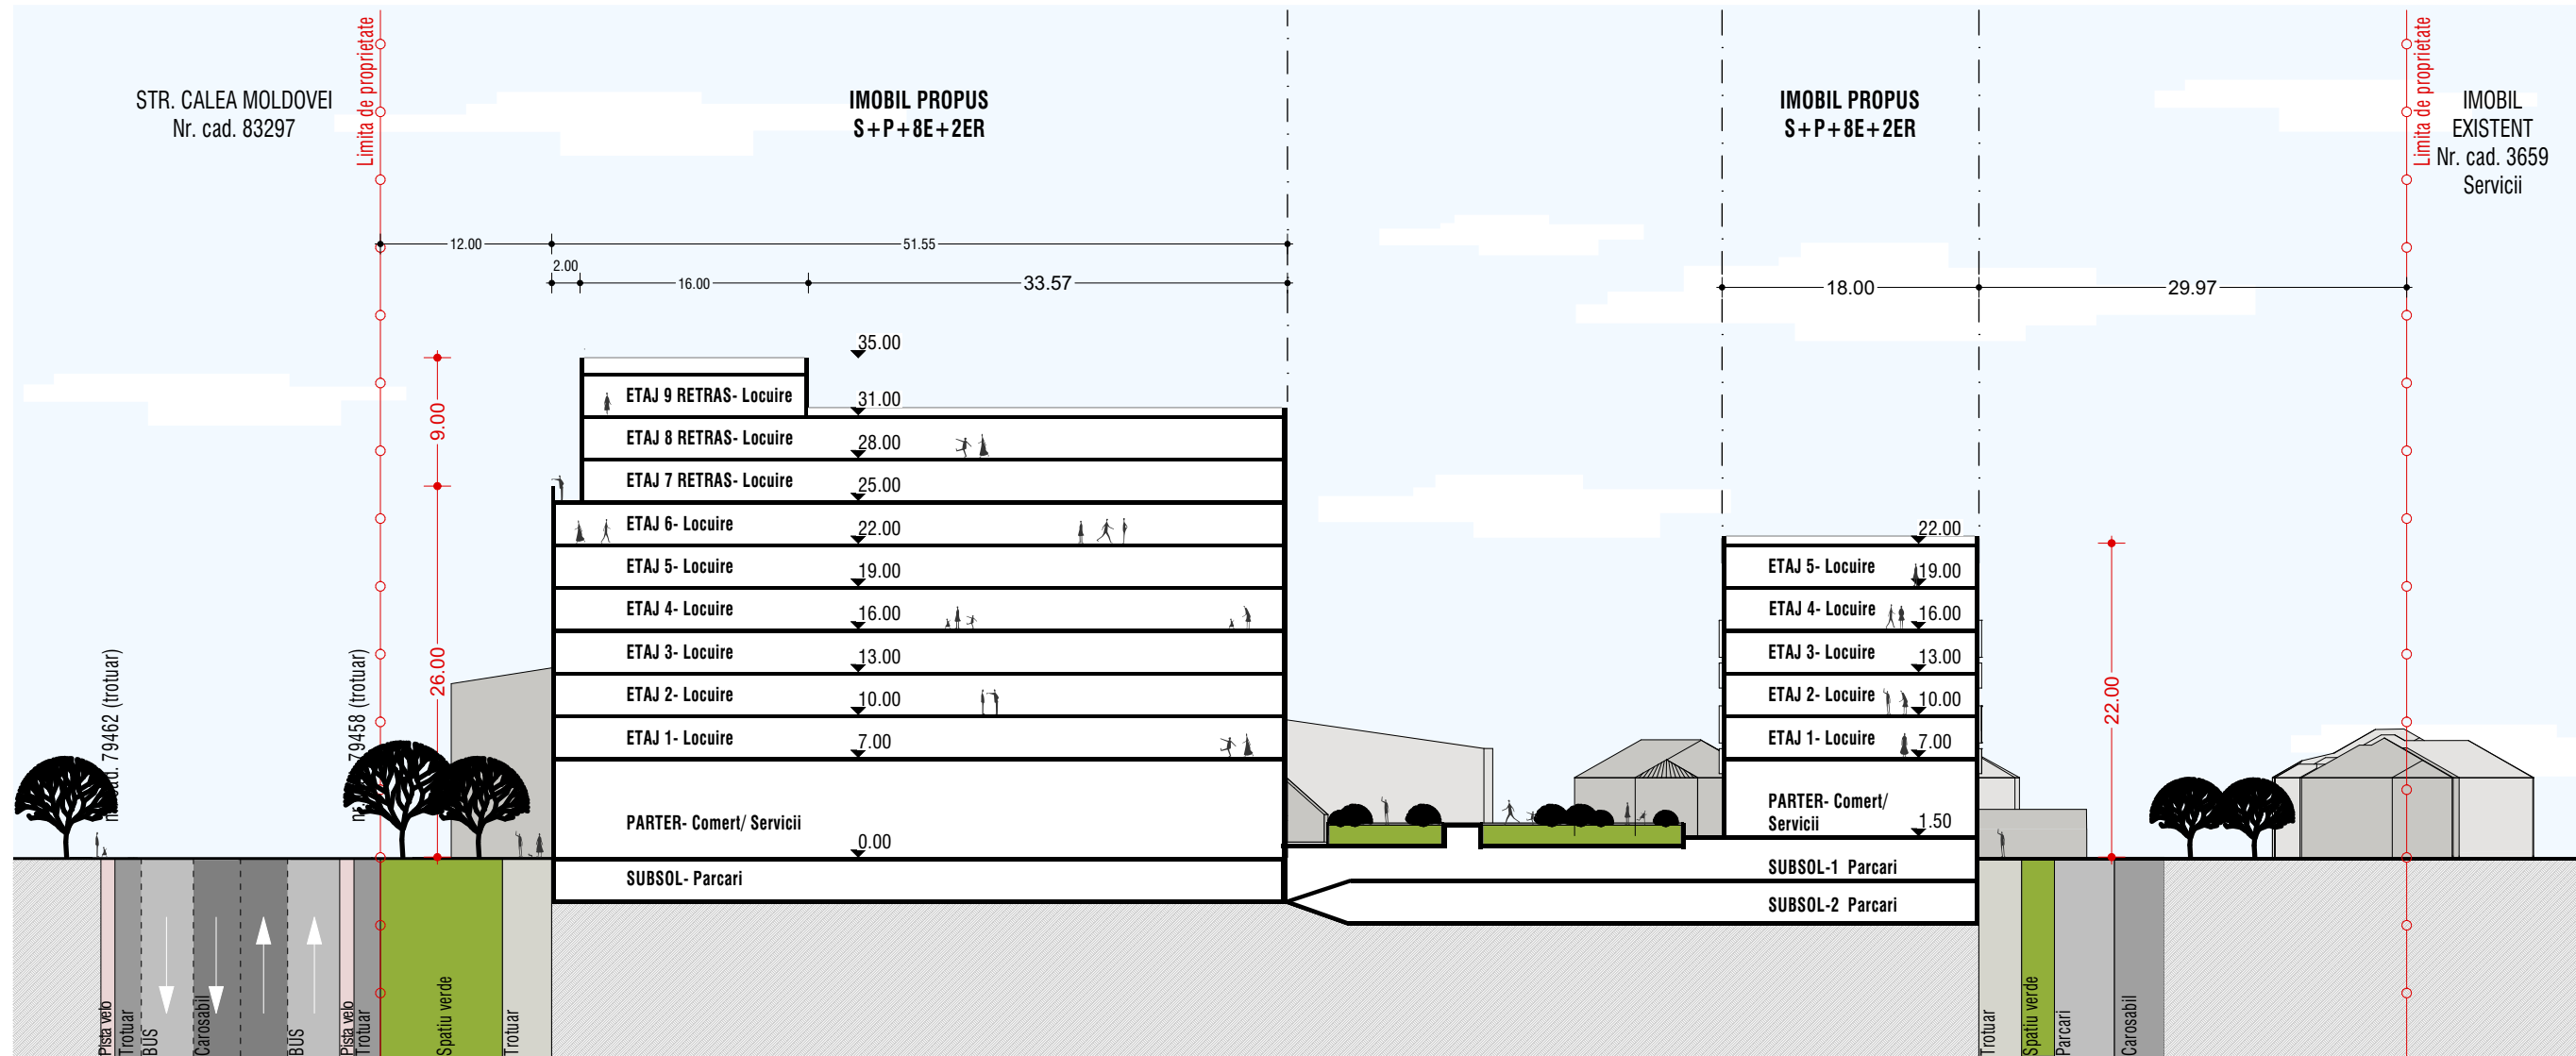 STR. CALEA MOLDOVEI
Nr. cad. 83297
Limita de proprietate
IMOBIL PROPUS
S+P+8E+2ER
IMOBIL PROPUS
S+P+8E+2ER
Limita de proprietate
IMOBIL
EXISTENT
Nr. cad. 3659
Servicii
12.00
51.55
2.00
16.00
33.57
18.00
29.97
35.00
9.00
ETAJ 9 RETRAS- Locuire
31.00
ETAJ 8 RETRAS- Locuire
28.00
ETAJ 7 RETRAS- Locuire
25.00
ETAJ 6- Locuire
22.00
ETAJ 5- Locuire
19.00
ETAJ 4- Locuire
16.00
ETAJ 3- Locuire
13.00
ETAJ 2- Locuire
10.00
ETAJ 1- Locuire
7.00
PARTER- Comert/ Servicii
0.00
SUBSOL- Parcari
26.00
22.00
ETAJ 5- Locuire
19.00
ETAJ 4- Locuire
16.00
ETAJ 3- Locuire
13.00
ETAJ 2- Locuire
10.00
ETAJ 1- Locuire
7.00
PARTER- Comert/
Servicii
1.50
SUBSOL-1 Parcari
SUBSOL-2 Parcari
22.00
79462 (trotuar)
79458 (trotuar)
Pista velo
Trotuar
BUS
Carosabil
BUS
Pista velo
Trotuar
Spatiu verde
Trotuar
Trotuar
Spatiu verde
Parcari
Carosabil